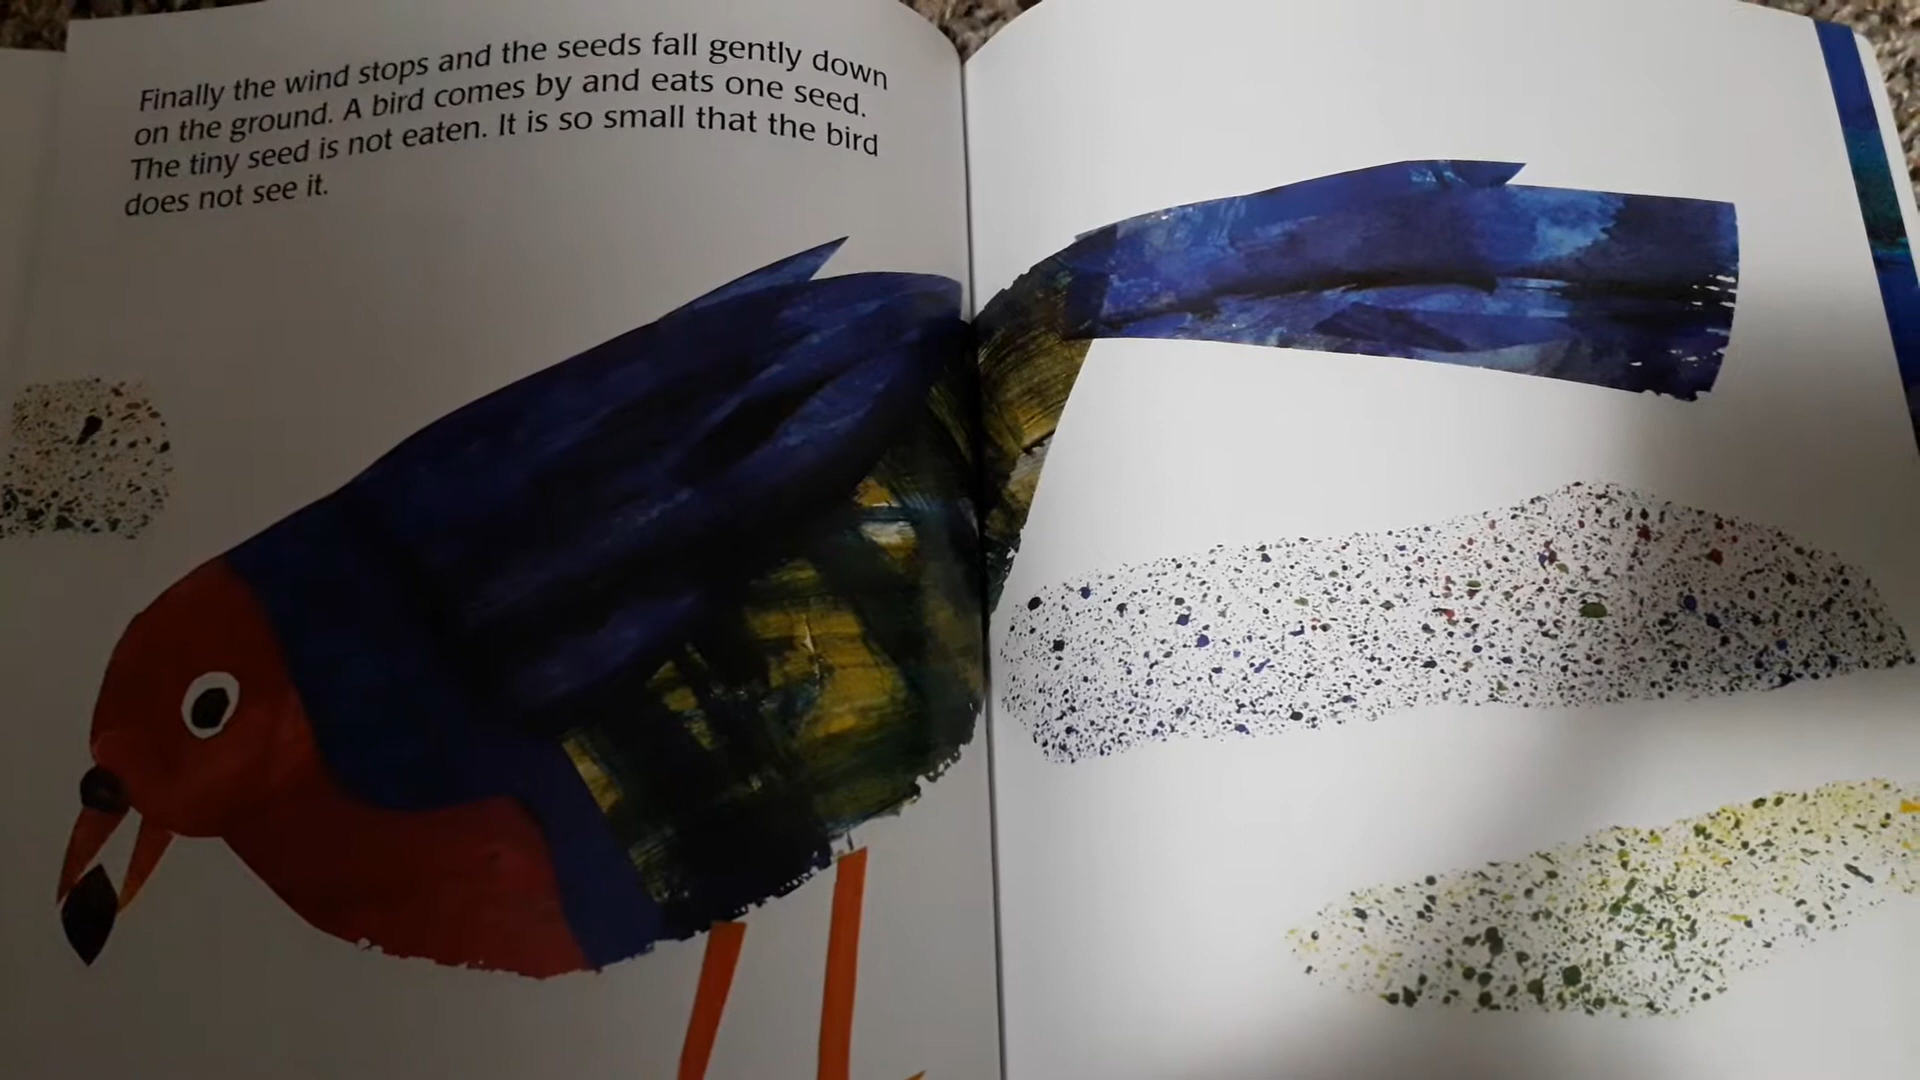 Finally the wind stops and the seeds fall gently down
on the ground. A bird comes by and eats one seed.
The tiny seed is not eaten. It is so small that the bird
does not see it.